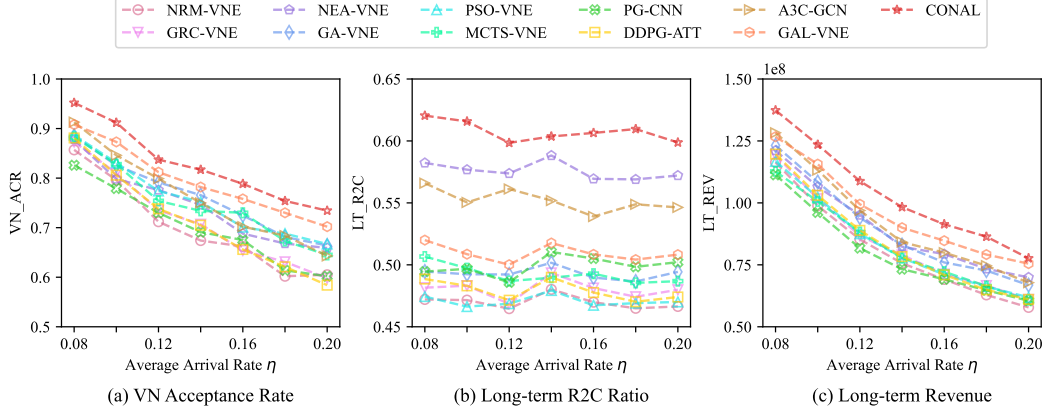 NRM-VNE NEA-VNE PSO-VNE PG-CNN A3C-GCN CONAL
GRC-VNE GA-VNE MCTS-VNE DDPG-ATT GAL-VNE
1.0 0.9 0.8 0.7 0.6 0.5
VN_ACR
0.08 0.12 0.16 0.20
Average Arrival Rate η
(a) VN Acceptance Rate
0.65 0.60 0.55 0.50 0.45
LT_R2C
0.08 0.12 0.16 0.20
Average Arrival Rate η
(b) Long-term R2C Ratio
1e8
1.50 1.25 1.00 0.75 0.50
LT_REV
0.08 0.12 0.16 0.20
Average Arrival Rate η
(c) Long-term Revenue